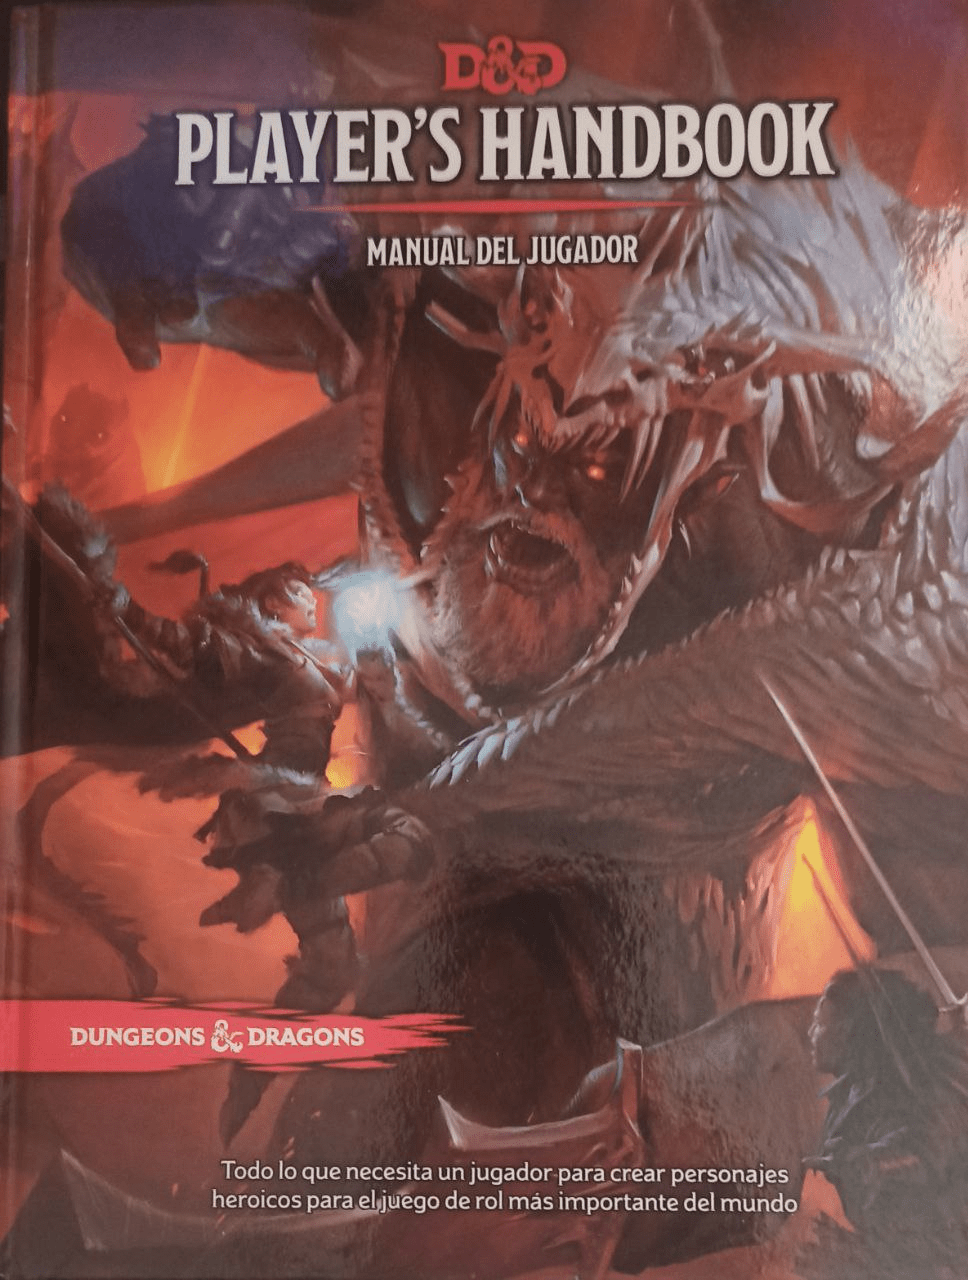 D&D
PLAYER'S HANDBOOK
MANUAL DEL JUGADOR
DUNGEONS & DRAGONS
Todo lo que necesita un jugador para crear personajes
heroicos para el juego de rol más importante del mundo